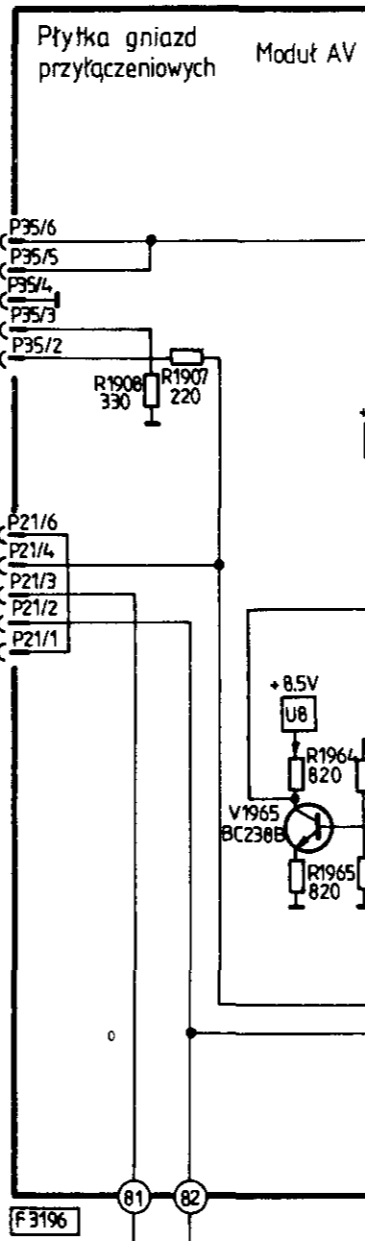 Płytka gniazd
przyłączeniowych
Moduł AV
P35/6
P35/5
P35/4
P35/3
P35/2
R1908
330
R1907
220
P21/6
P21/4
P21/3
P21/2
P21/1
+8.5V
U8
R1964
820
V1965
BC238B
R1965
820
81
82
F3196